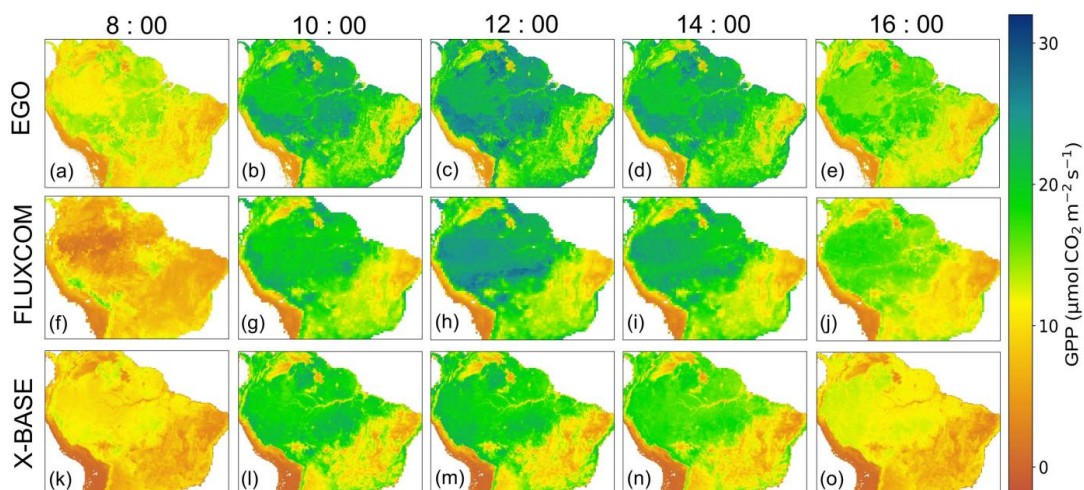 8 : 00 10 : 00 12 : 00 14 : 00 16 : 00
EGO
(a) (b) (c) (d) (e)
FLUXCOM
(f) (g) (h) (i) (j)
X-BASE
(k) (l) (m) (n) (o)
30
20
10
0
GPP (μmol CO₂ m⁻² s⁻¹)